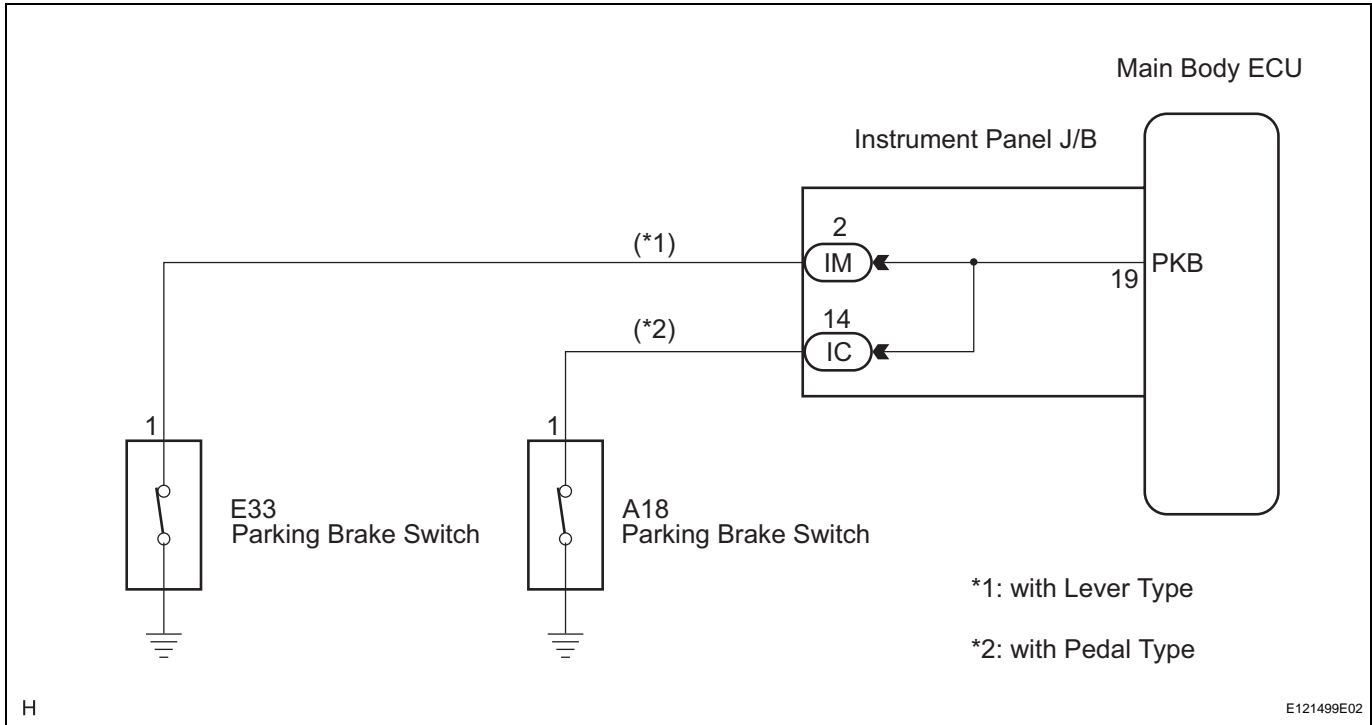 Main Body ECU
Instrument Panel J/B
(*1)
2
IM
19
PKB
(*2)
14
IC
1
E33
Parking Brake Switch
1
A18
Parking Brake Switch
*1: with Lever Type
*2: with Pedal Type
H
E121499E02